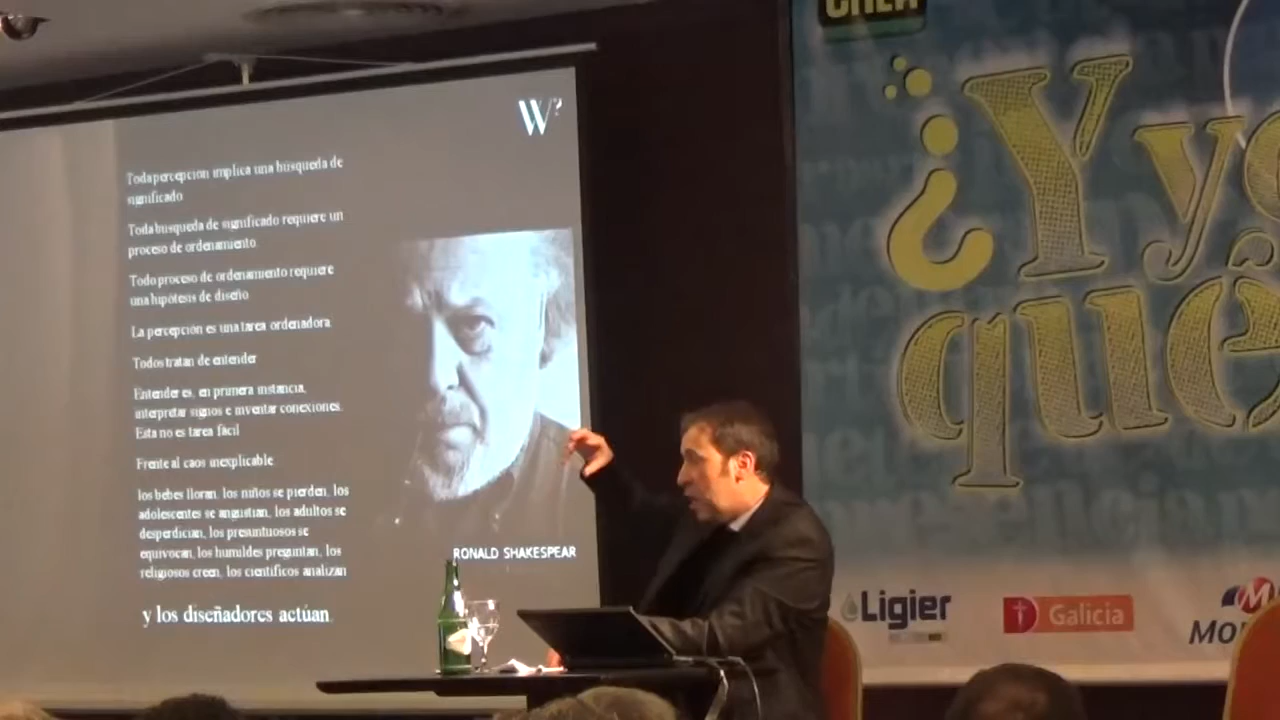 W?
Toda percepcion implica una busqueda de
significado
Toda busqueda de significado requiere un
proceso de ordenamiento.
Todo proceso de ordenamiento requiere
una hipótesis de diseño
La percepción es una tarea ordenadora.
Todos tratan de entender
Entender es, en primera instancia,
interpretar signos e inventar conexiones.
Esta no es tarea fácil
Frente al caos inexplicable
los bebes lloran, los niños se pierden, los
adolescentes se angustian, los adultos se
desperdician, los presuntuosos se
equivocan, los humildes preguntan, los
religiosos creen, los científicos analizan
y los diseñadores actúan.
RONALD SHAKESPEAR
CREA
¿Y yo
qué
Ligier
Galicia